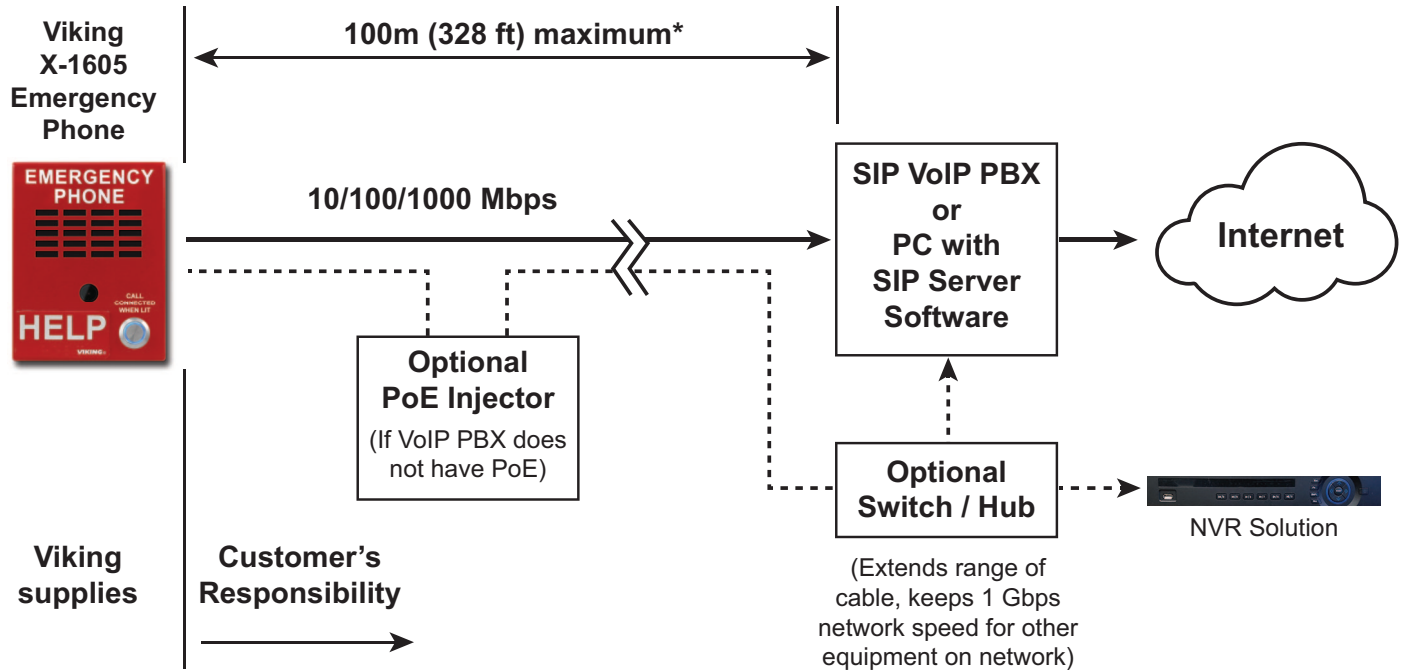 Viking
X-1605
Emergency
Phone
100m (328 ft) maximum*
EMERGENCY
PHONE
CALL
CONNECTED
WHEN LIT
HELP
VIKING
10/100/1000 Mbps
SIP VoIP PBX
or
PC with
SIP Server
Software
Internet
Optional
PoE Injector
(If VoIP PBX does
not have PoE)
Optional
Switch / Hub
NVR Solution
(Extends range of
cable, keeps 1 Gbps
network speed for other
equipment on network)
Viking
supplies
Customer’s
Responsibility